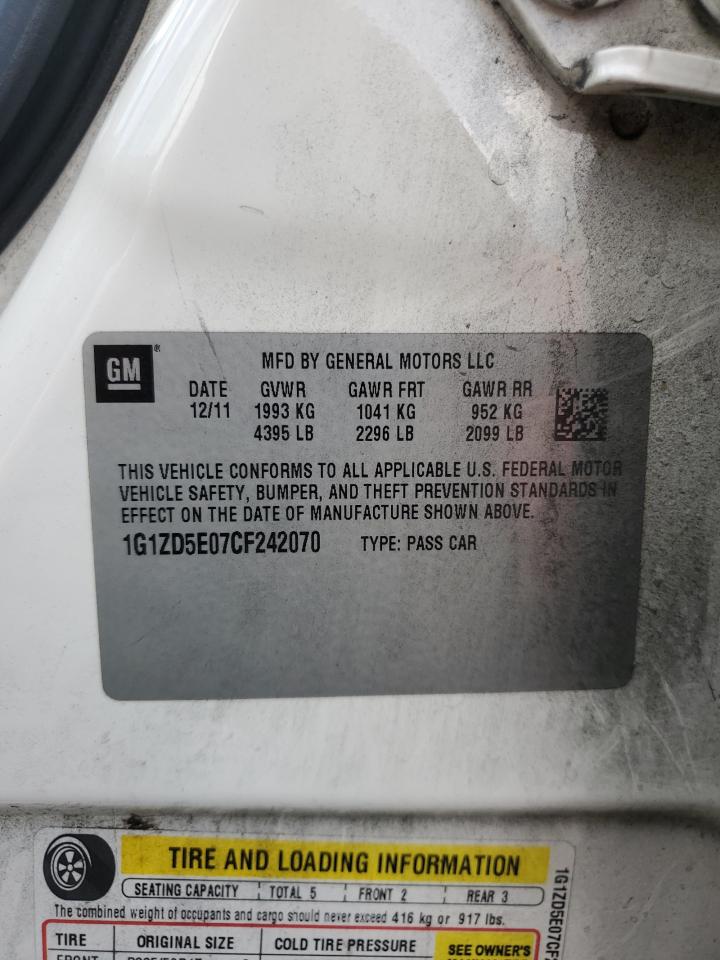 GM® MFD BY GENERAL MOTORS LLC
DATE GVWR GAWR FRT GAWR RR
12/11 1993 KG 1041 KG 952 KG
4395 LB 2296 LB 2099 LB
THIS VEHICLE CONFORMS TO ALL APPLICABLE U.S. FEDERAL MOTOR
VEHICLE SAFETY, BUMPER, AND THEFT PREVENTION STANDARDS IN
EFFECT ON THE DATE OF MANUFACTURE SHOWN ABOVE.
1G1ZD5E07CF242070 TYPE: PASS CAR
TIRE AND LOADING INFORMATION
SEATING CAPACITY TOTAL 5 FRONT 2 REAR 3
The combined weight of occupants and cargo should never exceed 416 kg or 917 lbs.
TIRE ORIGINAL SIZE COLD TIRE PRESSURE SEE OWNER'S
FRONT
1G1ZD5E07CF